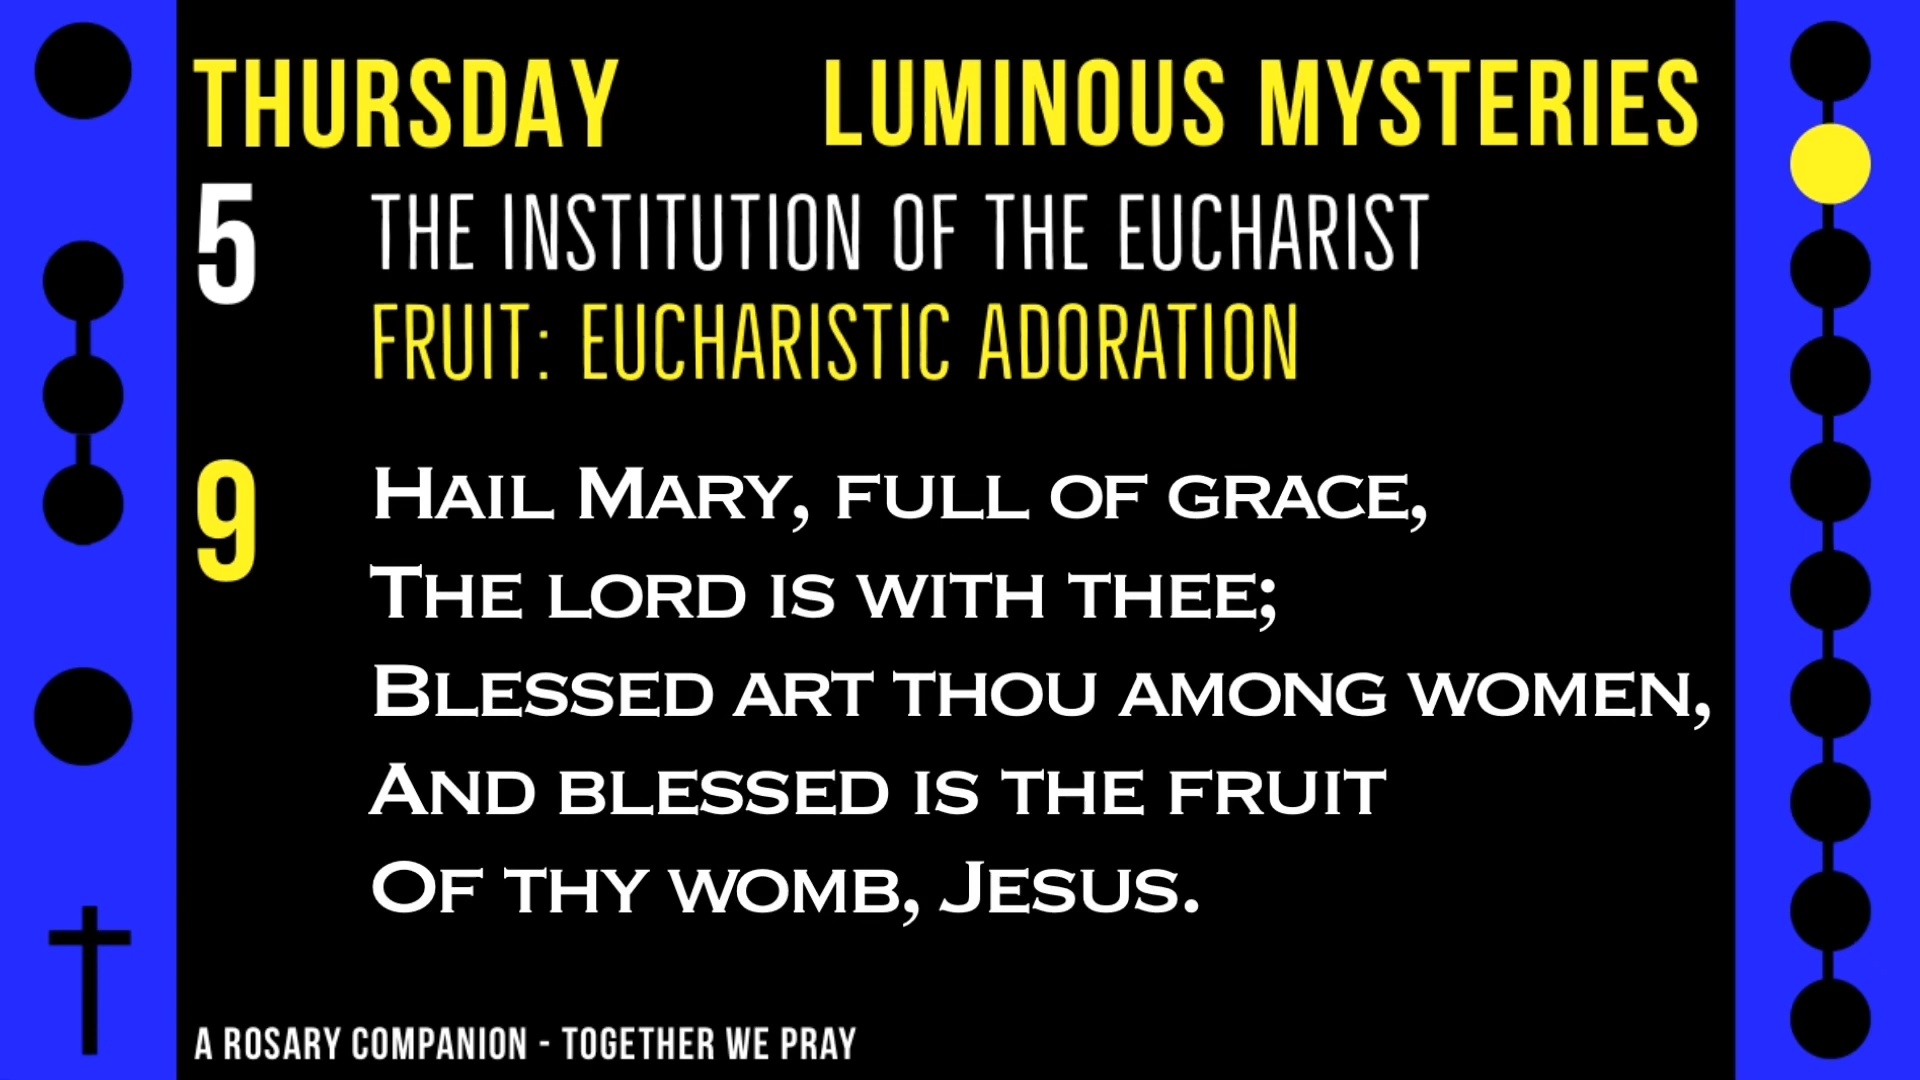 THURSDAY LUMINOUS MYSTERIES
5 THE INSTITUTION OF THE EUCHARIST
FRUIT: EUCHARISTIC ADORATION
9 HAIL MARY, FULL OF GRACE,
THE LORD IS WITH THEE;
BLESSED ART THOU AMONG WOMEN,
AND BLESSED IS THE FRUIT
OF THY WOMB, JESUS.
A ROSARY COMPANION - TOGETHER WE PRAY